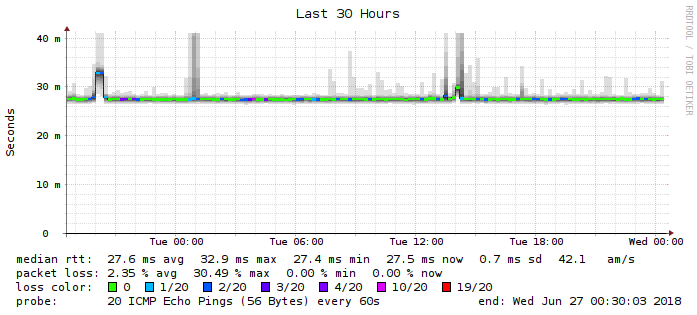 Last 30 Hours
RRDTOOL / TOBI OETIKER
Seconds
40 m
30 m
20 m
10 m
0
Tue 00:00 Tue 06:00 Tue 12:00 Tue 18:00 Wed 00:00
median rtt: 27.6 ms avg 32.9 ms max 27.4 ms min 27.5 ms now 0.7 ms sd 42.1 am/s
packet loss: 2.35 % avg 30.49 % max 0.00 % min 0.00 % now
loss color: 0 1/20 2/20 3/20 4/20 10/20 19/20
probe: 20 ICMP Echo Pings (56 Bytes) every 60s end: Wed Jun 27 00:30:03 2018